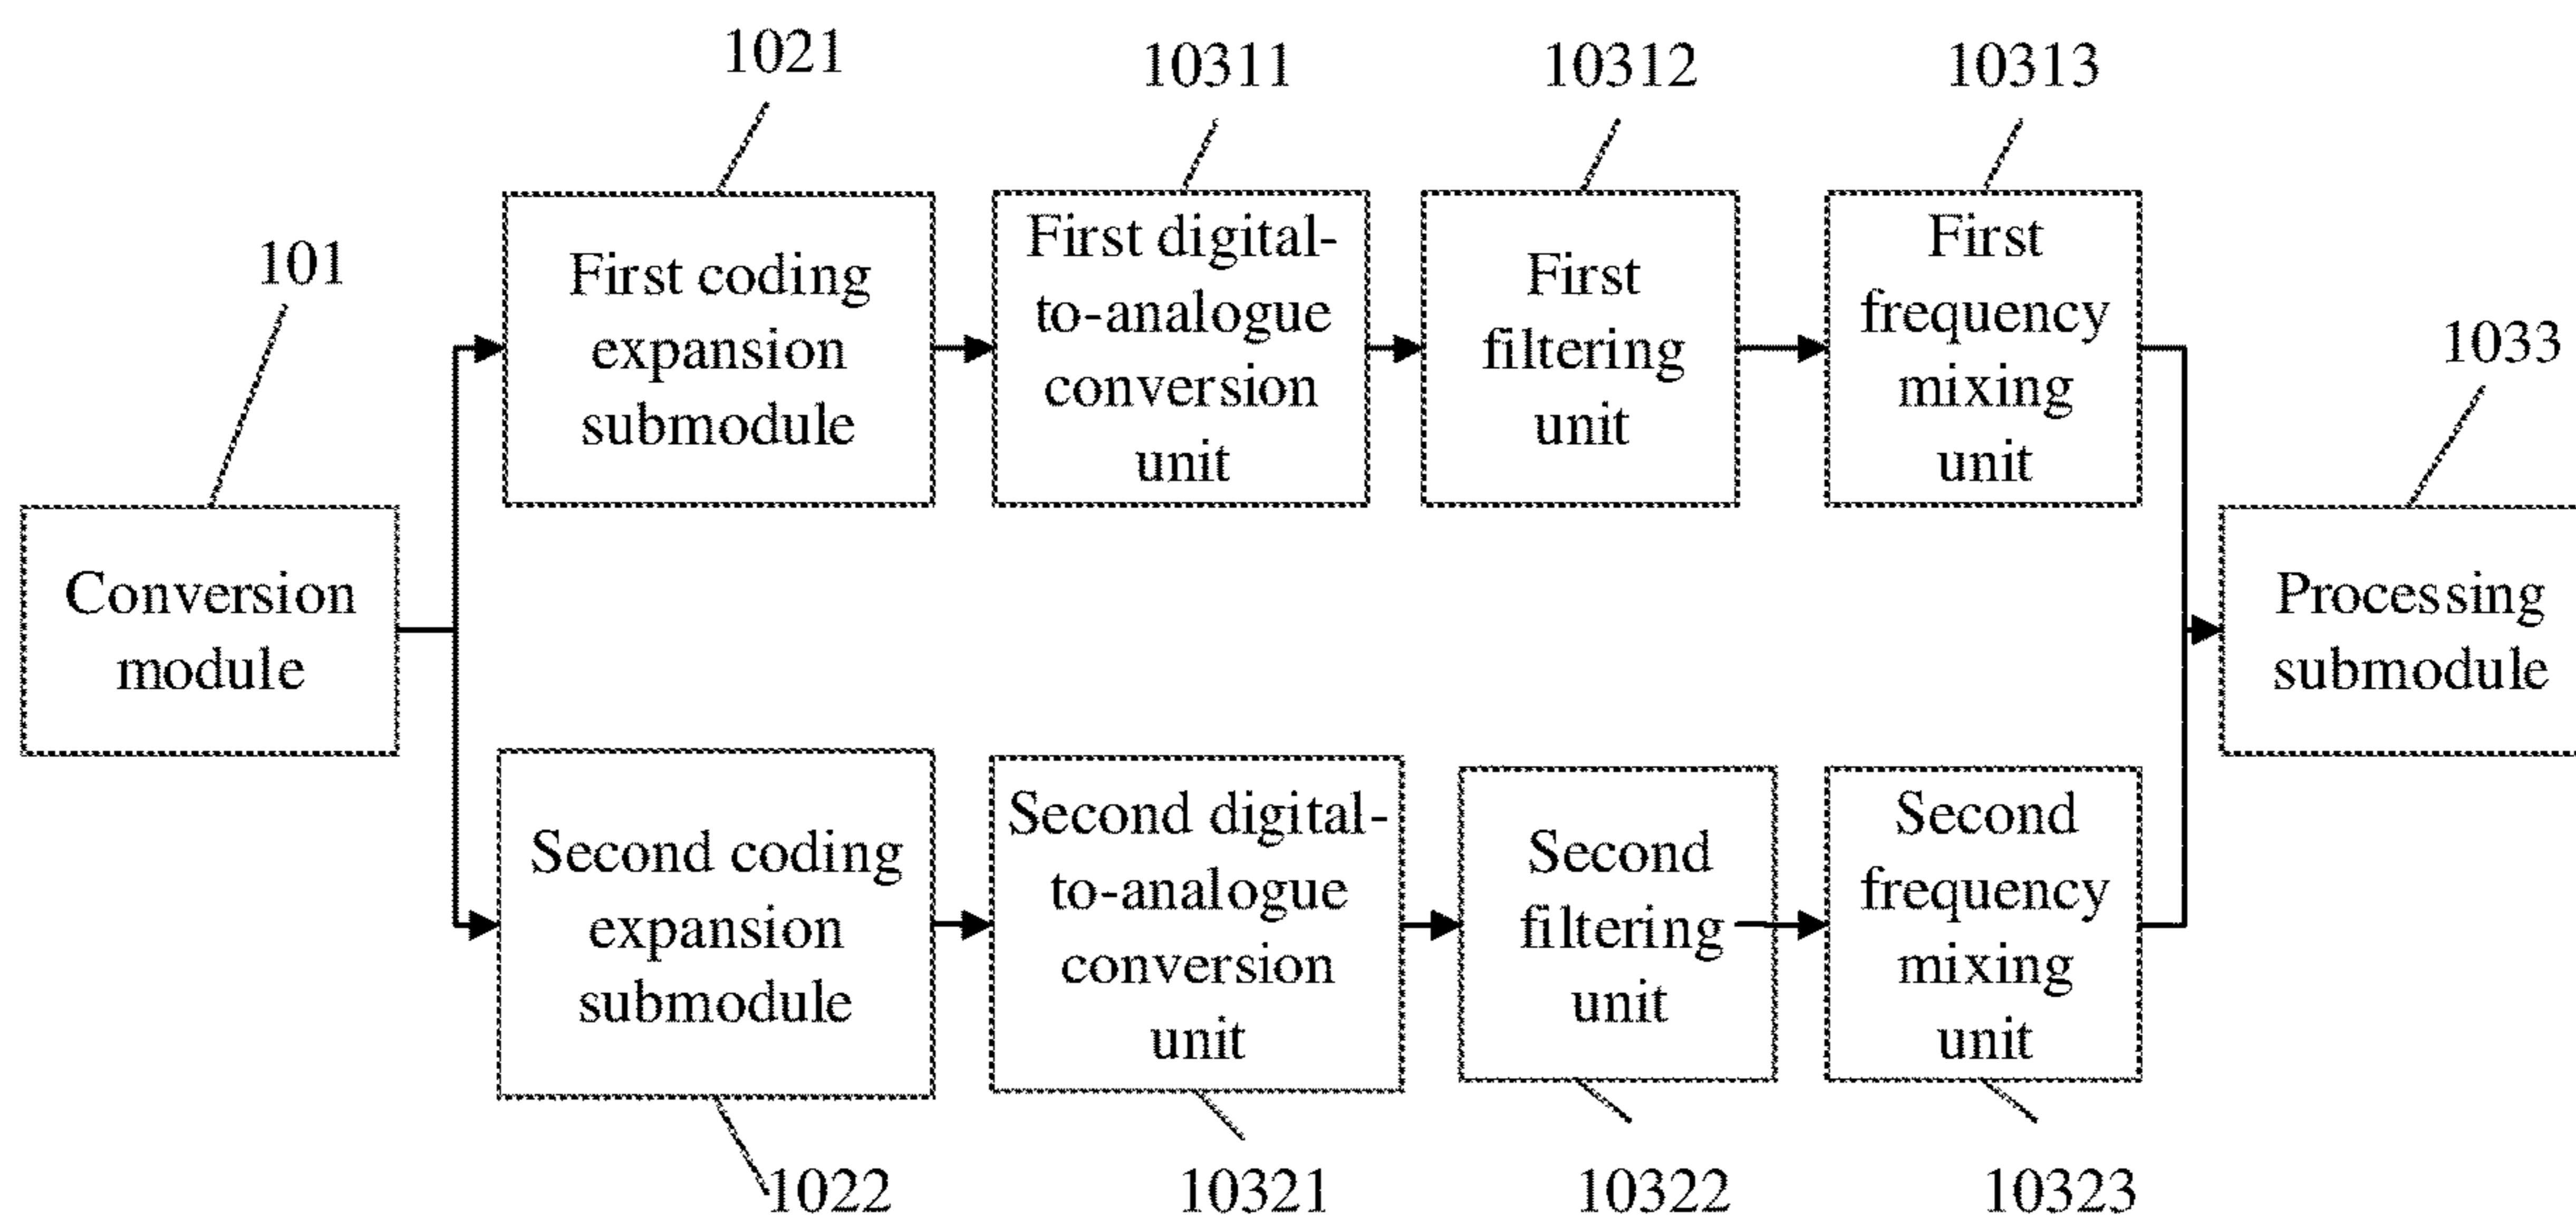 1021
10311
10312
10313
101
1033
First coding
expansion
submodule
First digital-
to-analogue
conversion
unit
First
filtering
unit
First
frequency
mixing
unit
Conversion
module
Processing
submodule
Second coding
expansion
submodule
Second digital-
to-analogue
conversion
unit
Second
filtering
unit
Second
frequency
mixing
unit
1022
10321
10322
10323